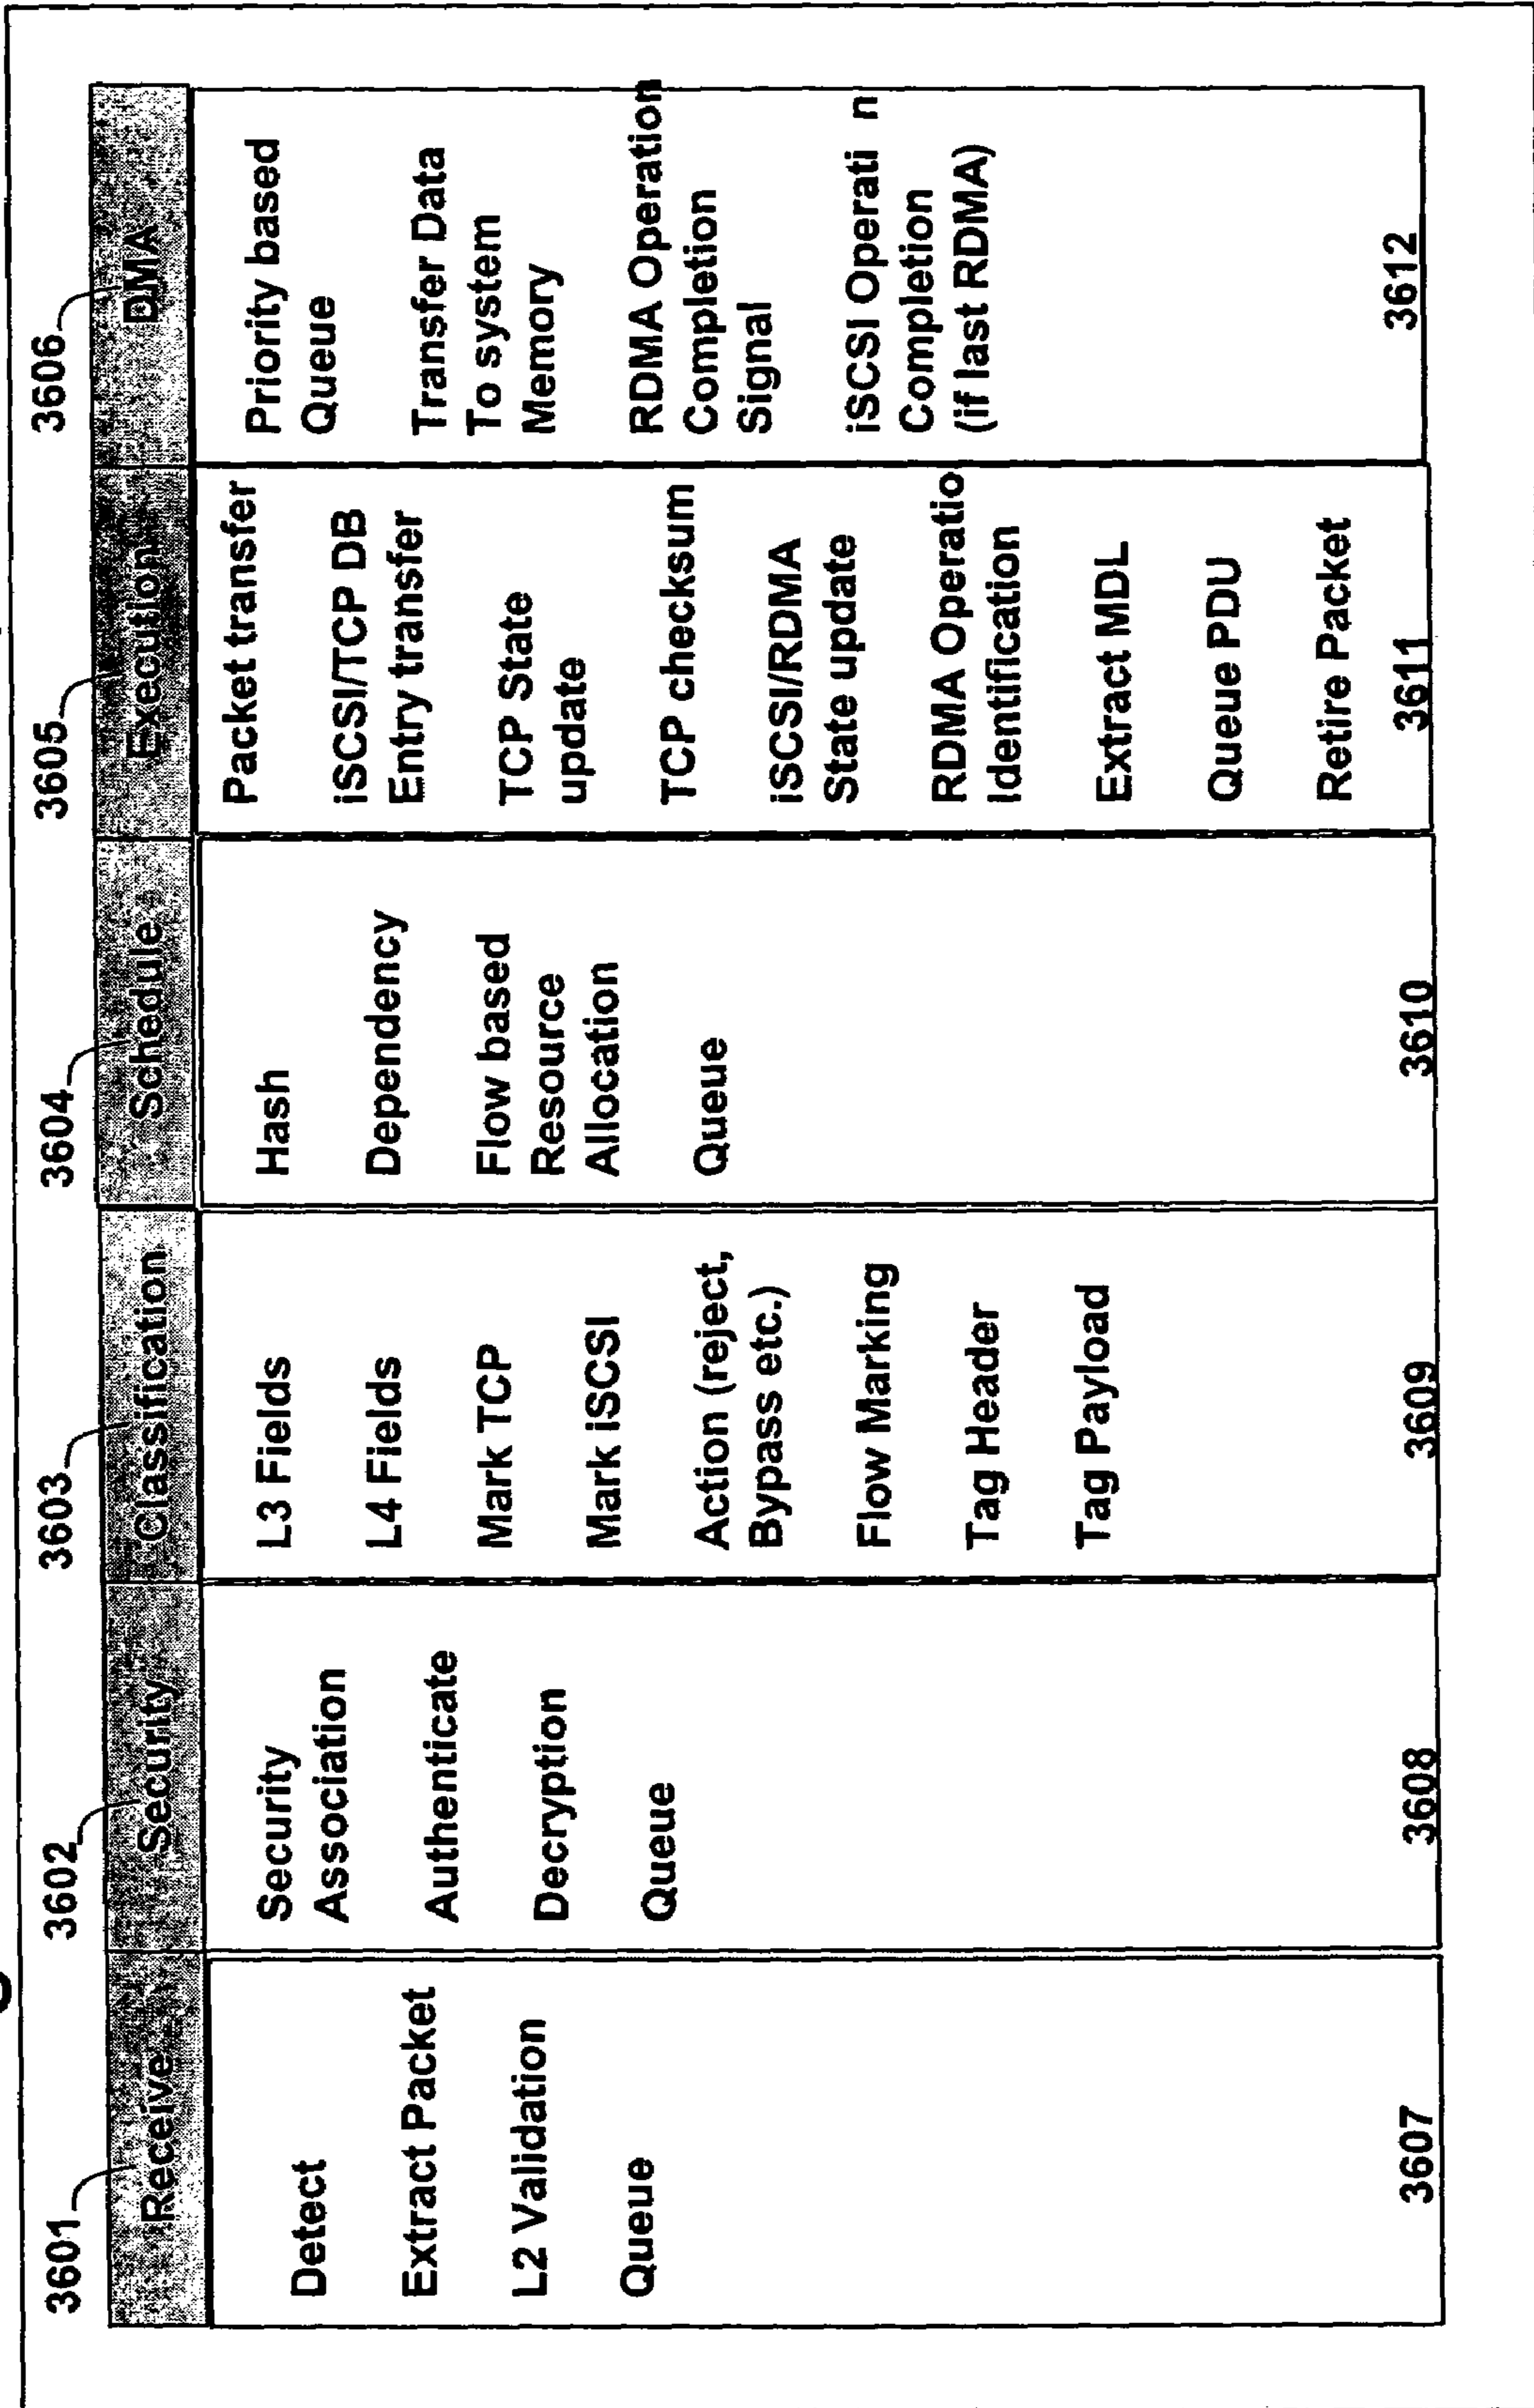 3601
Receive
Detect
Extract Packet
L2 Validation
Queue
3607
3602
Security
Security
Association
Authenticate
Decryption
Queue
3608
3603
Classification
L3 Fields
L4 Fields
Mark TCP
Mark iSCSI
Action (reject,
Bypass etc.)
Flow Marking
Tag Header
Tag Payload
3609
3604
Schedule
Hash
Dependency
Flow based
Resource
Allocation
Queue
3610
3605
Execution
Packet transfer
iSCSI/TCP DB
Entry transfer
TCP State
update
TCP checksum
iSCSI/RDMA
State update
RDMA Operatio
Identification
Extract MDL
Queue PDU
Retire Packet
3611
3606
DMA
Priority based
Queue
Transfer Data
To system
Memory
RDMA Operation
Completion
Signal
iSCSI Operati n
Completion
(if last RDMA)
3612